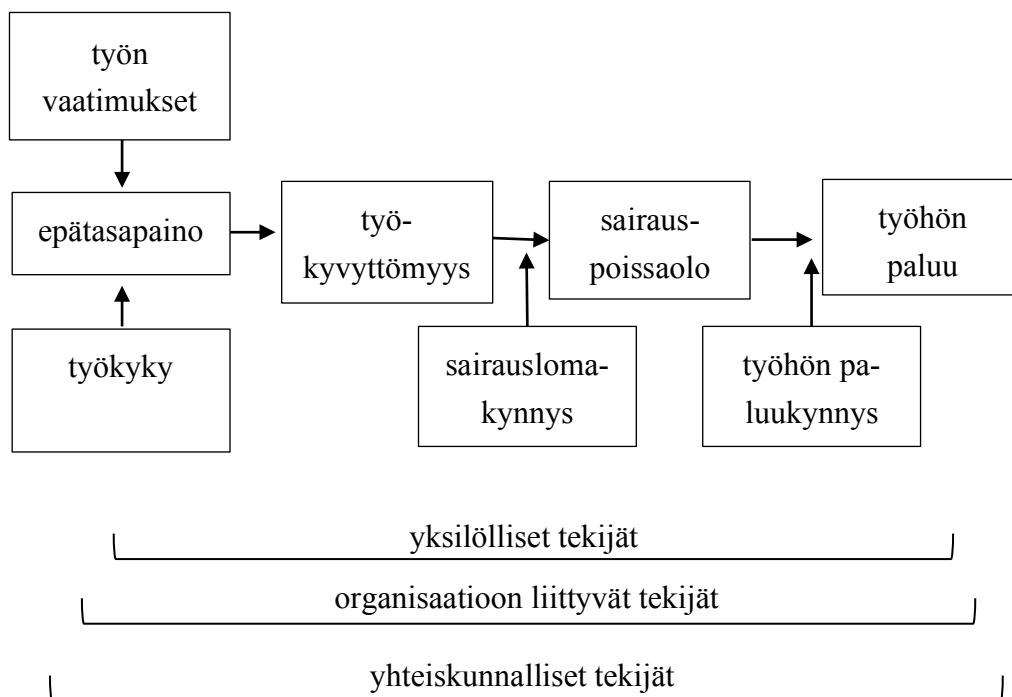 työn
vaatimukset
epätasapaino
työkyky
työ-
kyvyttömyys
sairausloma-
kynnys
sairaus-
poissaolo
työhön pa-
luukynnys
työhön
paluu
yksilölliset tekijät
organisaatioon liittyvät tekijät
yhteiskunnalliset tekijät